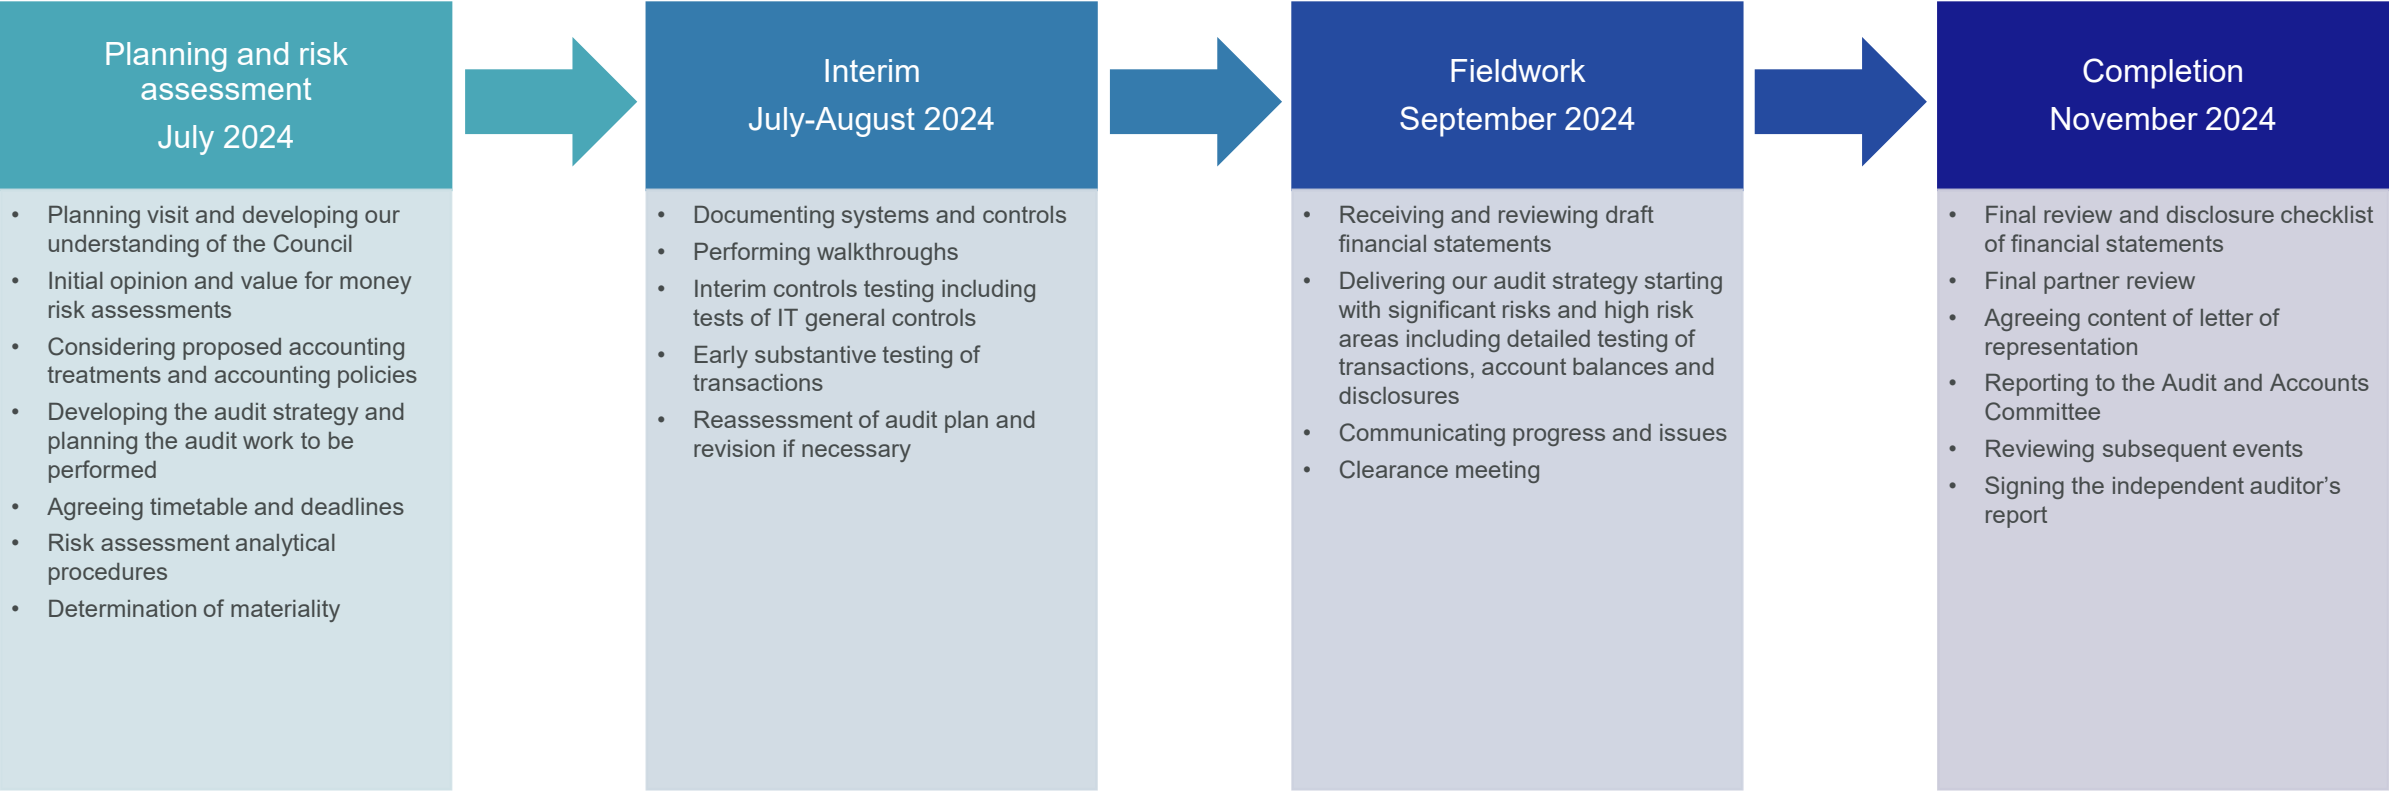 Planning and risk
assessment
July 2024
• Planning visit and developing our
understanding of the Council
• Initial opinion and value for money
risk assessments
• Considering proposed accounting
treatments and accounting policies
• Developing the audit strategy and
planning the audit work to be
performed
• Agreeing timetable and deadlines
• Risk assessment analytical
procedures
• Determination of materiality
Interim
July-August 2024
• Documenting systems and controls
• Performing walkthroughs
• Interim controls testing including
tests of IT general controls
• Early substantive testing of
transactions
• Reassessment of audit plan and
revision if necessary
Fieldwork
September 2024
• Receiving and reviewing draft
financial statements
• Delivering our audit strategy starting
with significant risks and high risk
areas including detailed testing of
transactions, account balances and
disclosures
• Communicating progress and issues
• Clearance meeting
Completion
November 2024
• Final review and disclosure checklist
of financial statements
• Final partner review
• Agreeing content of letter of
representation
• Reporting to the Audit and Accounts
Committee
• Reviewing subsequent events
• Signing the independent auditor’s
report